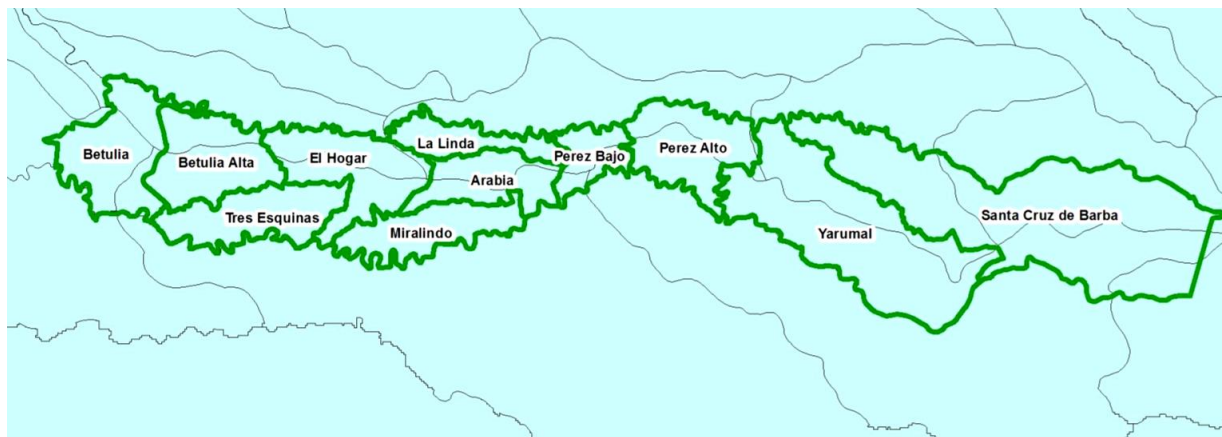 La Linda
Perez Alto
Betulia
Betulia Alta
El Hogar
Perez Bajo
Arabia
Tres Esquinas
Santa Cruz de Barba
Miralindo
Yarumal